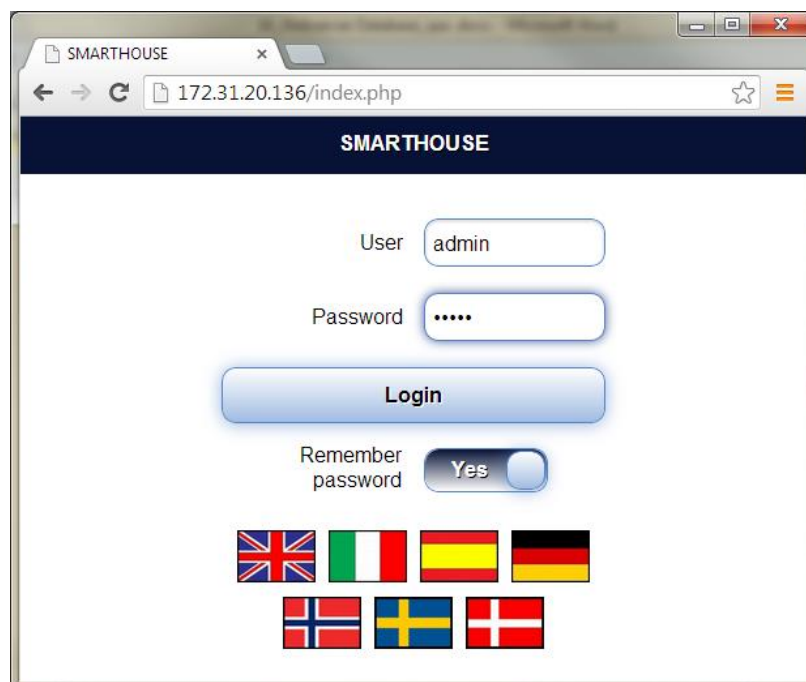 SMARTHOUSE
172.31.20.136/index.php
SMARTHOUSE
User admin
Password •••••
Login
Remember
password
Yes